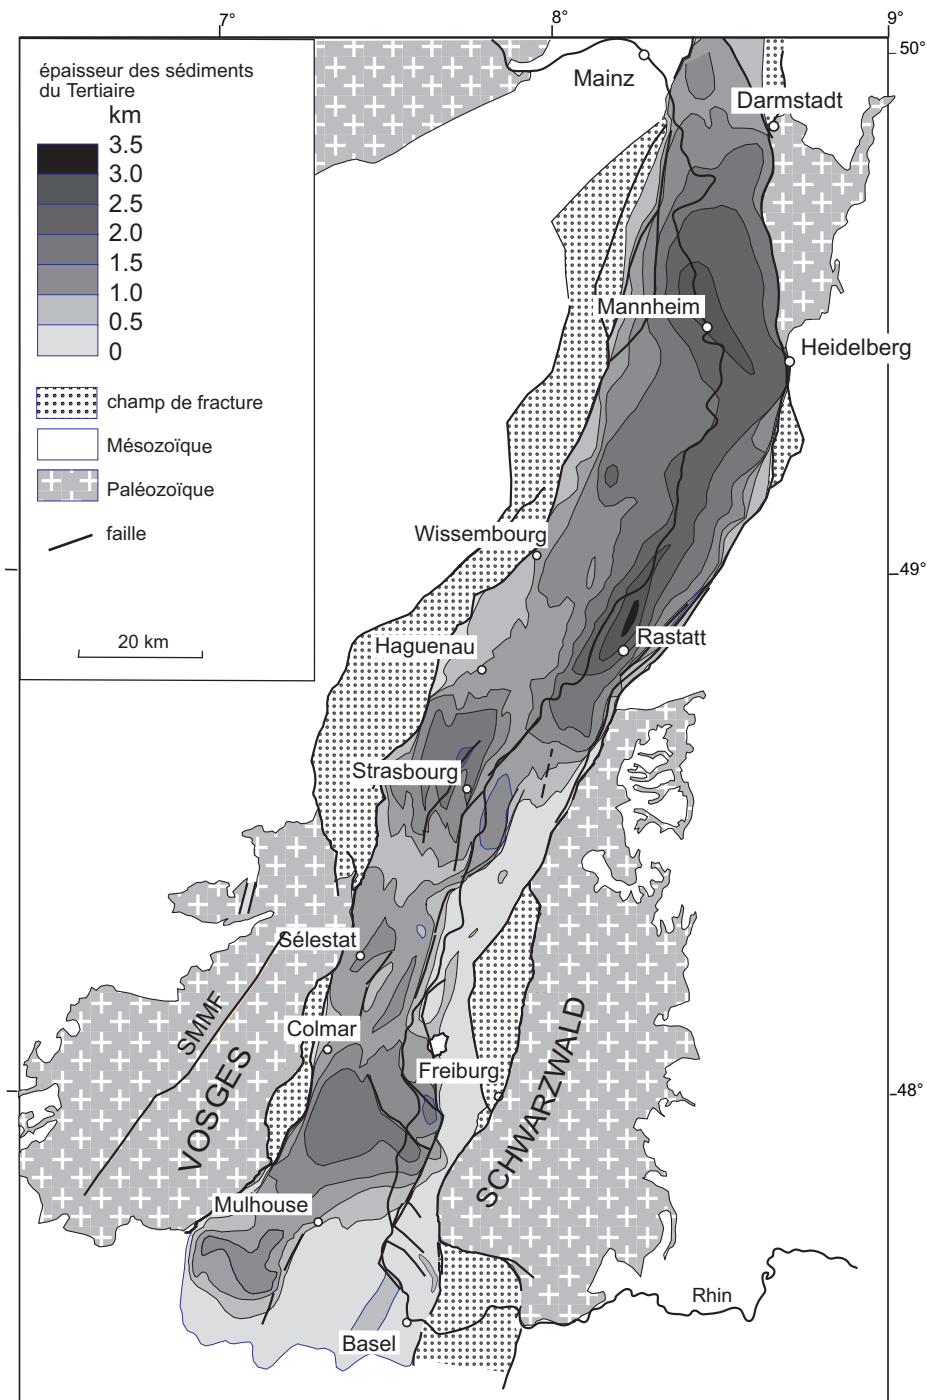 7°
8°
9°
épaisseur des sédiments
du Tertiaire
km
3.5
3.0
2.5
2.0
1.5
1.0
0.5
0
champ de fracture
Mésozoïque
Paléozoïque
faille
20 km
50°
Mainz
Darmstadt
Mannheim
Heidelberg
Wissembourg
49°
Haguenau
Rastatt
Strasbourg
Sélestat
SMMF
Colmar
VOSGES
Freiburg
48°
SCHWARZWALD
Mulhouse
Rhin
Basel